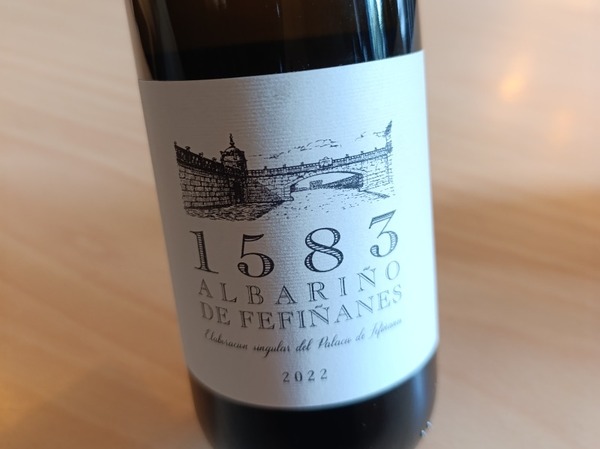 1583
ALBARIÑO
DE FEFIÑANES
Elaboración singular del Palacio de Fefiñanes
2022